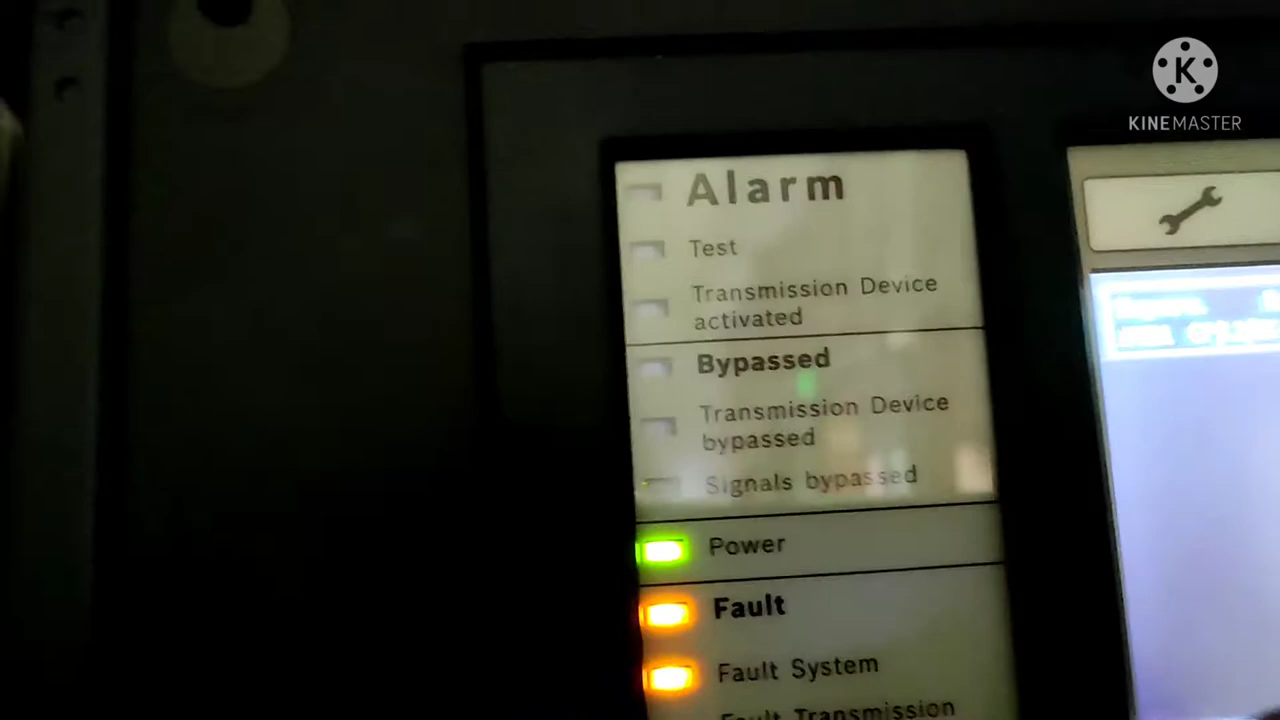 KINEMASTER
Alarm
Test
Transmission Device
activated
Bypassed
Transmission Device
bypassed
Signals bypassed
Power
Fault
Fault System
Fault Transmission